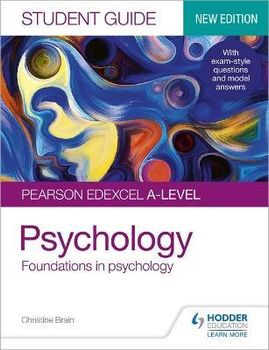 STUDENT GUIDE
NEW EDITION
With
exam-style
questions
and model
answers
PEARSON EDEXCEL A-LEVEL
Psychology
Foundations in psychology
Christine Brain
HODDER
EDUCATION
LEARN MORE